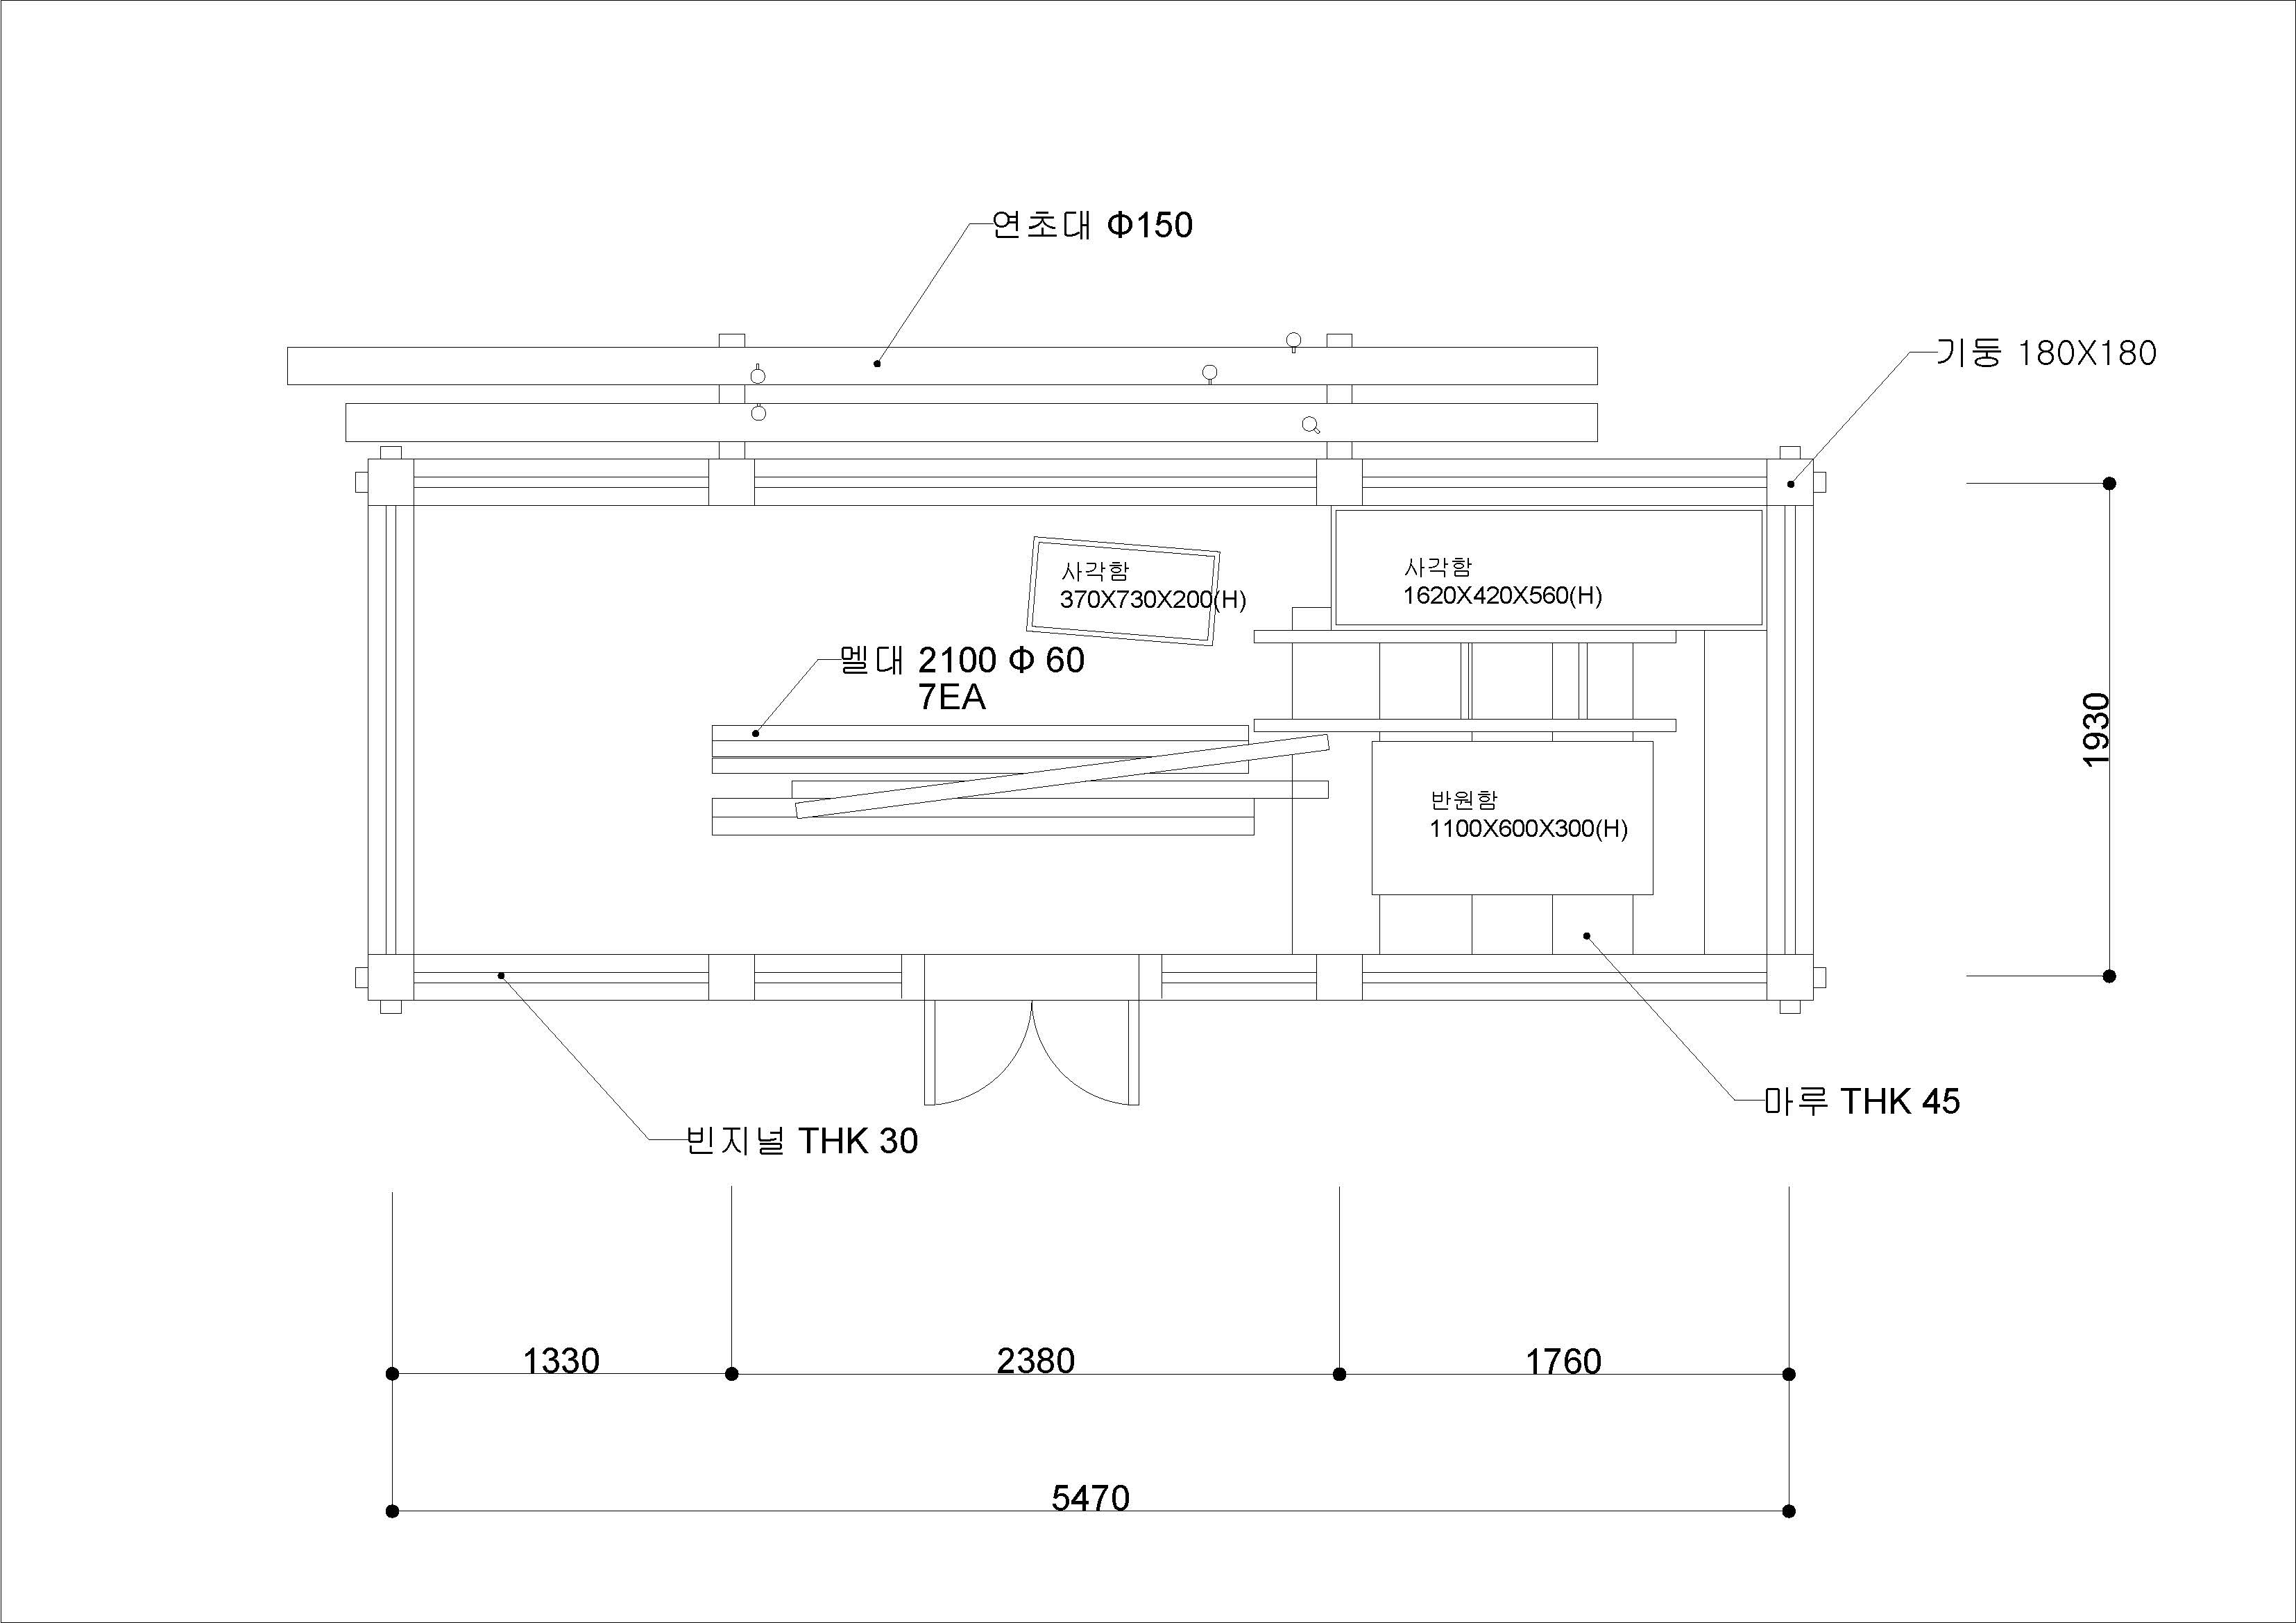 연초대 Φ150
기둥 180X180
사각함
370X730X200(H)
사각함
1620X420X560(H)
멜대 2100 Φ 60
7EA
1930
반원함
1100X600X300(H)
마루 THK 45
빈지널 THK 30
1330
2380
1760
5470